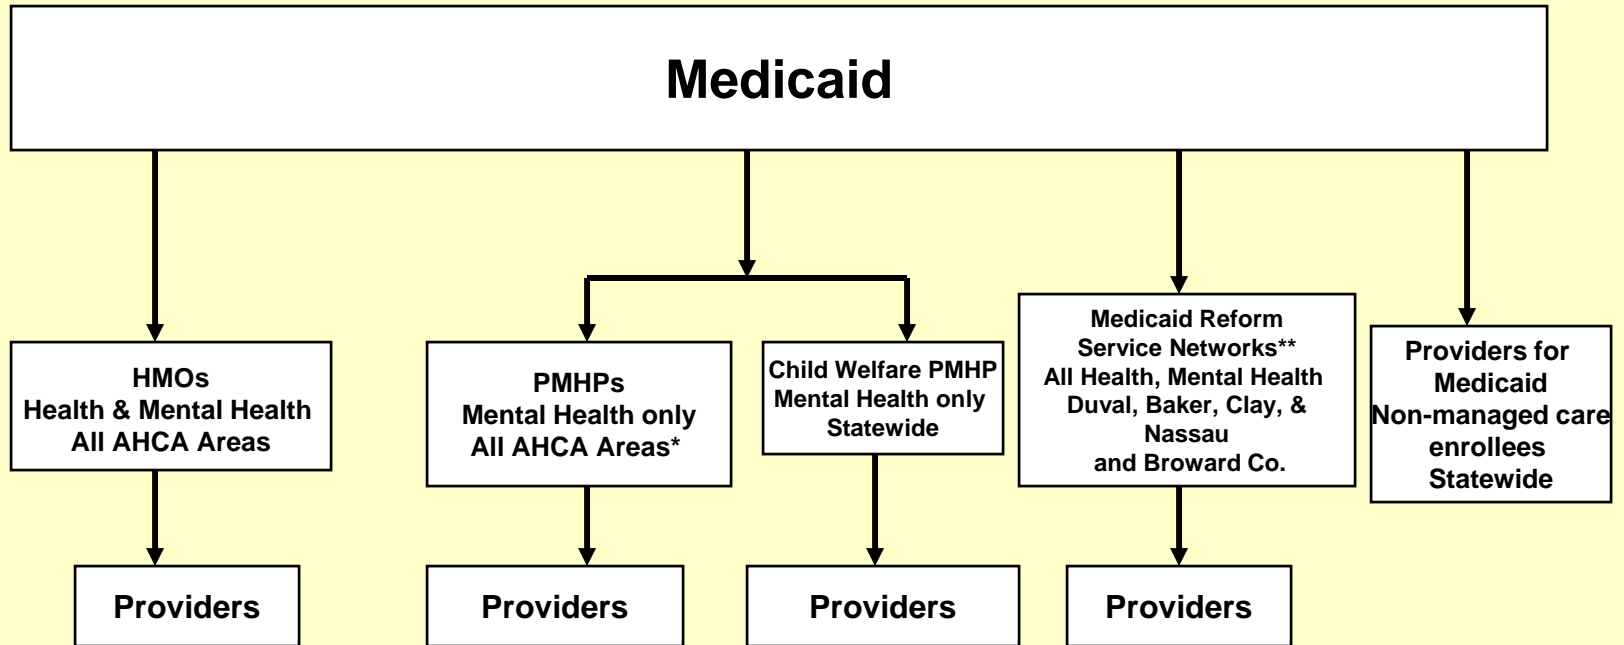 Medicaid
HMOs
Health & Mental Health
All AHCA Areas
PMHPs
Mental Health only
All AHCA Areas*
Child Welfare PMHP
Mental Health only
Statewide
Medicaid Reform
Service Networks**
All Health, Mental Health
Duval, Baker, Clay, &
Nassau
and Broward Co.
Providers for
Medicaid
Non-managed care
enrollees
Statewide
Providers
Providers
Providers
Providers